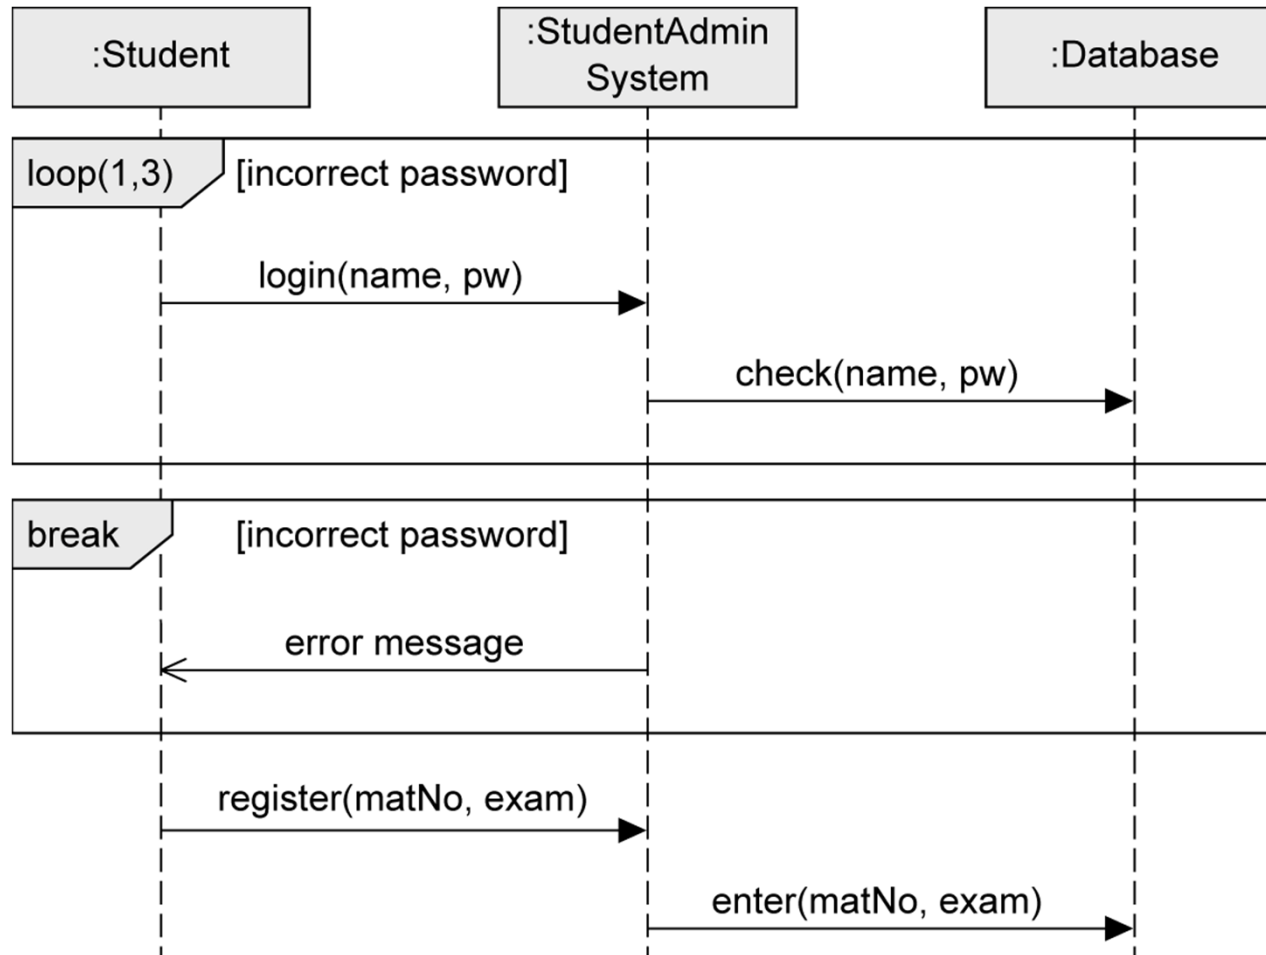 :Student
:StudentAdmin
System
:Database
loop(1,3)
[incorrect password]
login(name, pw)
check(name, pw)
break
[incorrect password]
error message
register(matNo, exam)
enter(matNo, exam)